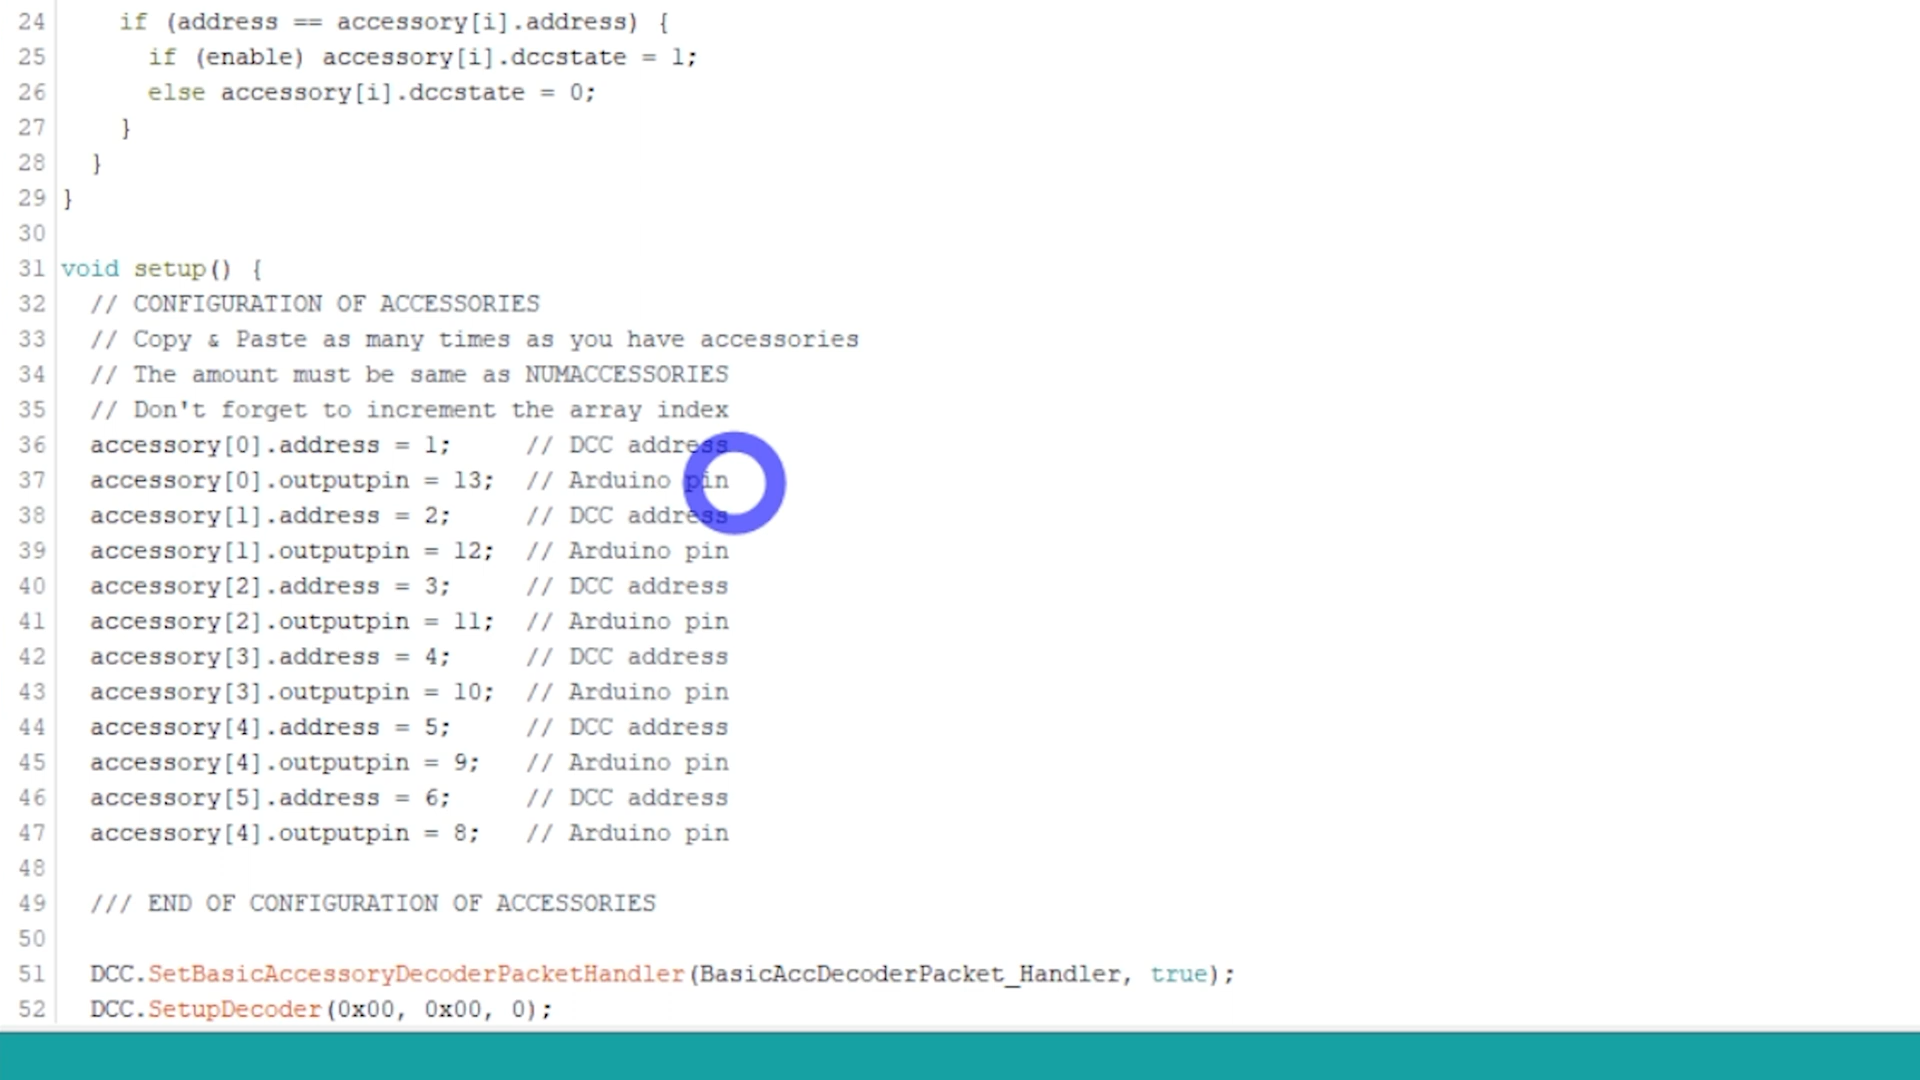 24 if (address == accessory[i].address) {
25 if (enable) accessory[i].dccstate = 1;
26 else accessory[i].dccstate = 0;
27 }
28 }
29 }
30
31 void setup() {
32 // CONFIGURATION OF ACCESSORIES
33 // Copy & Paste as many times as you have accessories
34 // The amount must be same as NUMACCESSORIES
35 // Don't forget to increment the array index
36 accessory[0].address = 1; // DCC address
37 accessory[0].outputpin = 13; // Arduino pin
38 accessory[1].address = 2; // DCC address
39 accessory[1].outputpin = 12; // Arduino pin
40 accessory[2].address = 3; // DCC address
41 accessory[2].outputpin = 11; // Arduino pin
42 accessory[3].address = 4; // DCC address
43 accessory[3].outputpin = 10; // Arduino pin
44 accessory[4].address = 5; // DCC address
45 accessory[4].outputpin = 9; // Arduino pin
46 accessory[5].address = 6; // DCC address
47 accessory[4].outputpin = 8; // Arduino pin
48
49 /// END OF CONFIGURATION OF ACCESSORIES
50
51 DCC.SetBasicAccessoryDecoderPacketHandler(BasicAccDecoderPacket_Handler, true);
52 DCC.SetupDecoder(0x00, 0x00, 0);